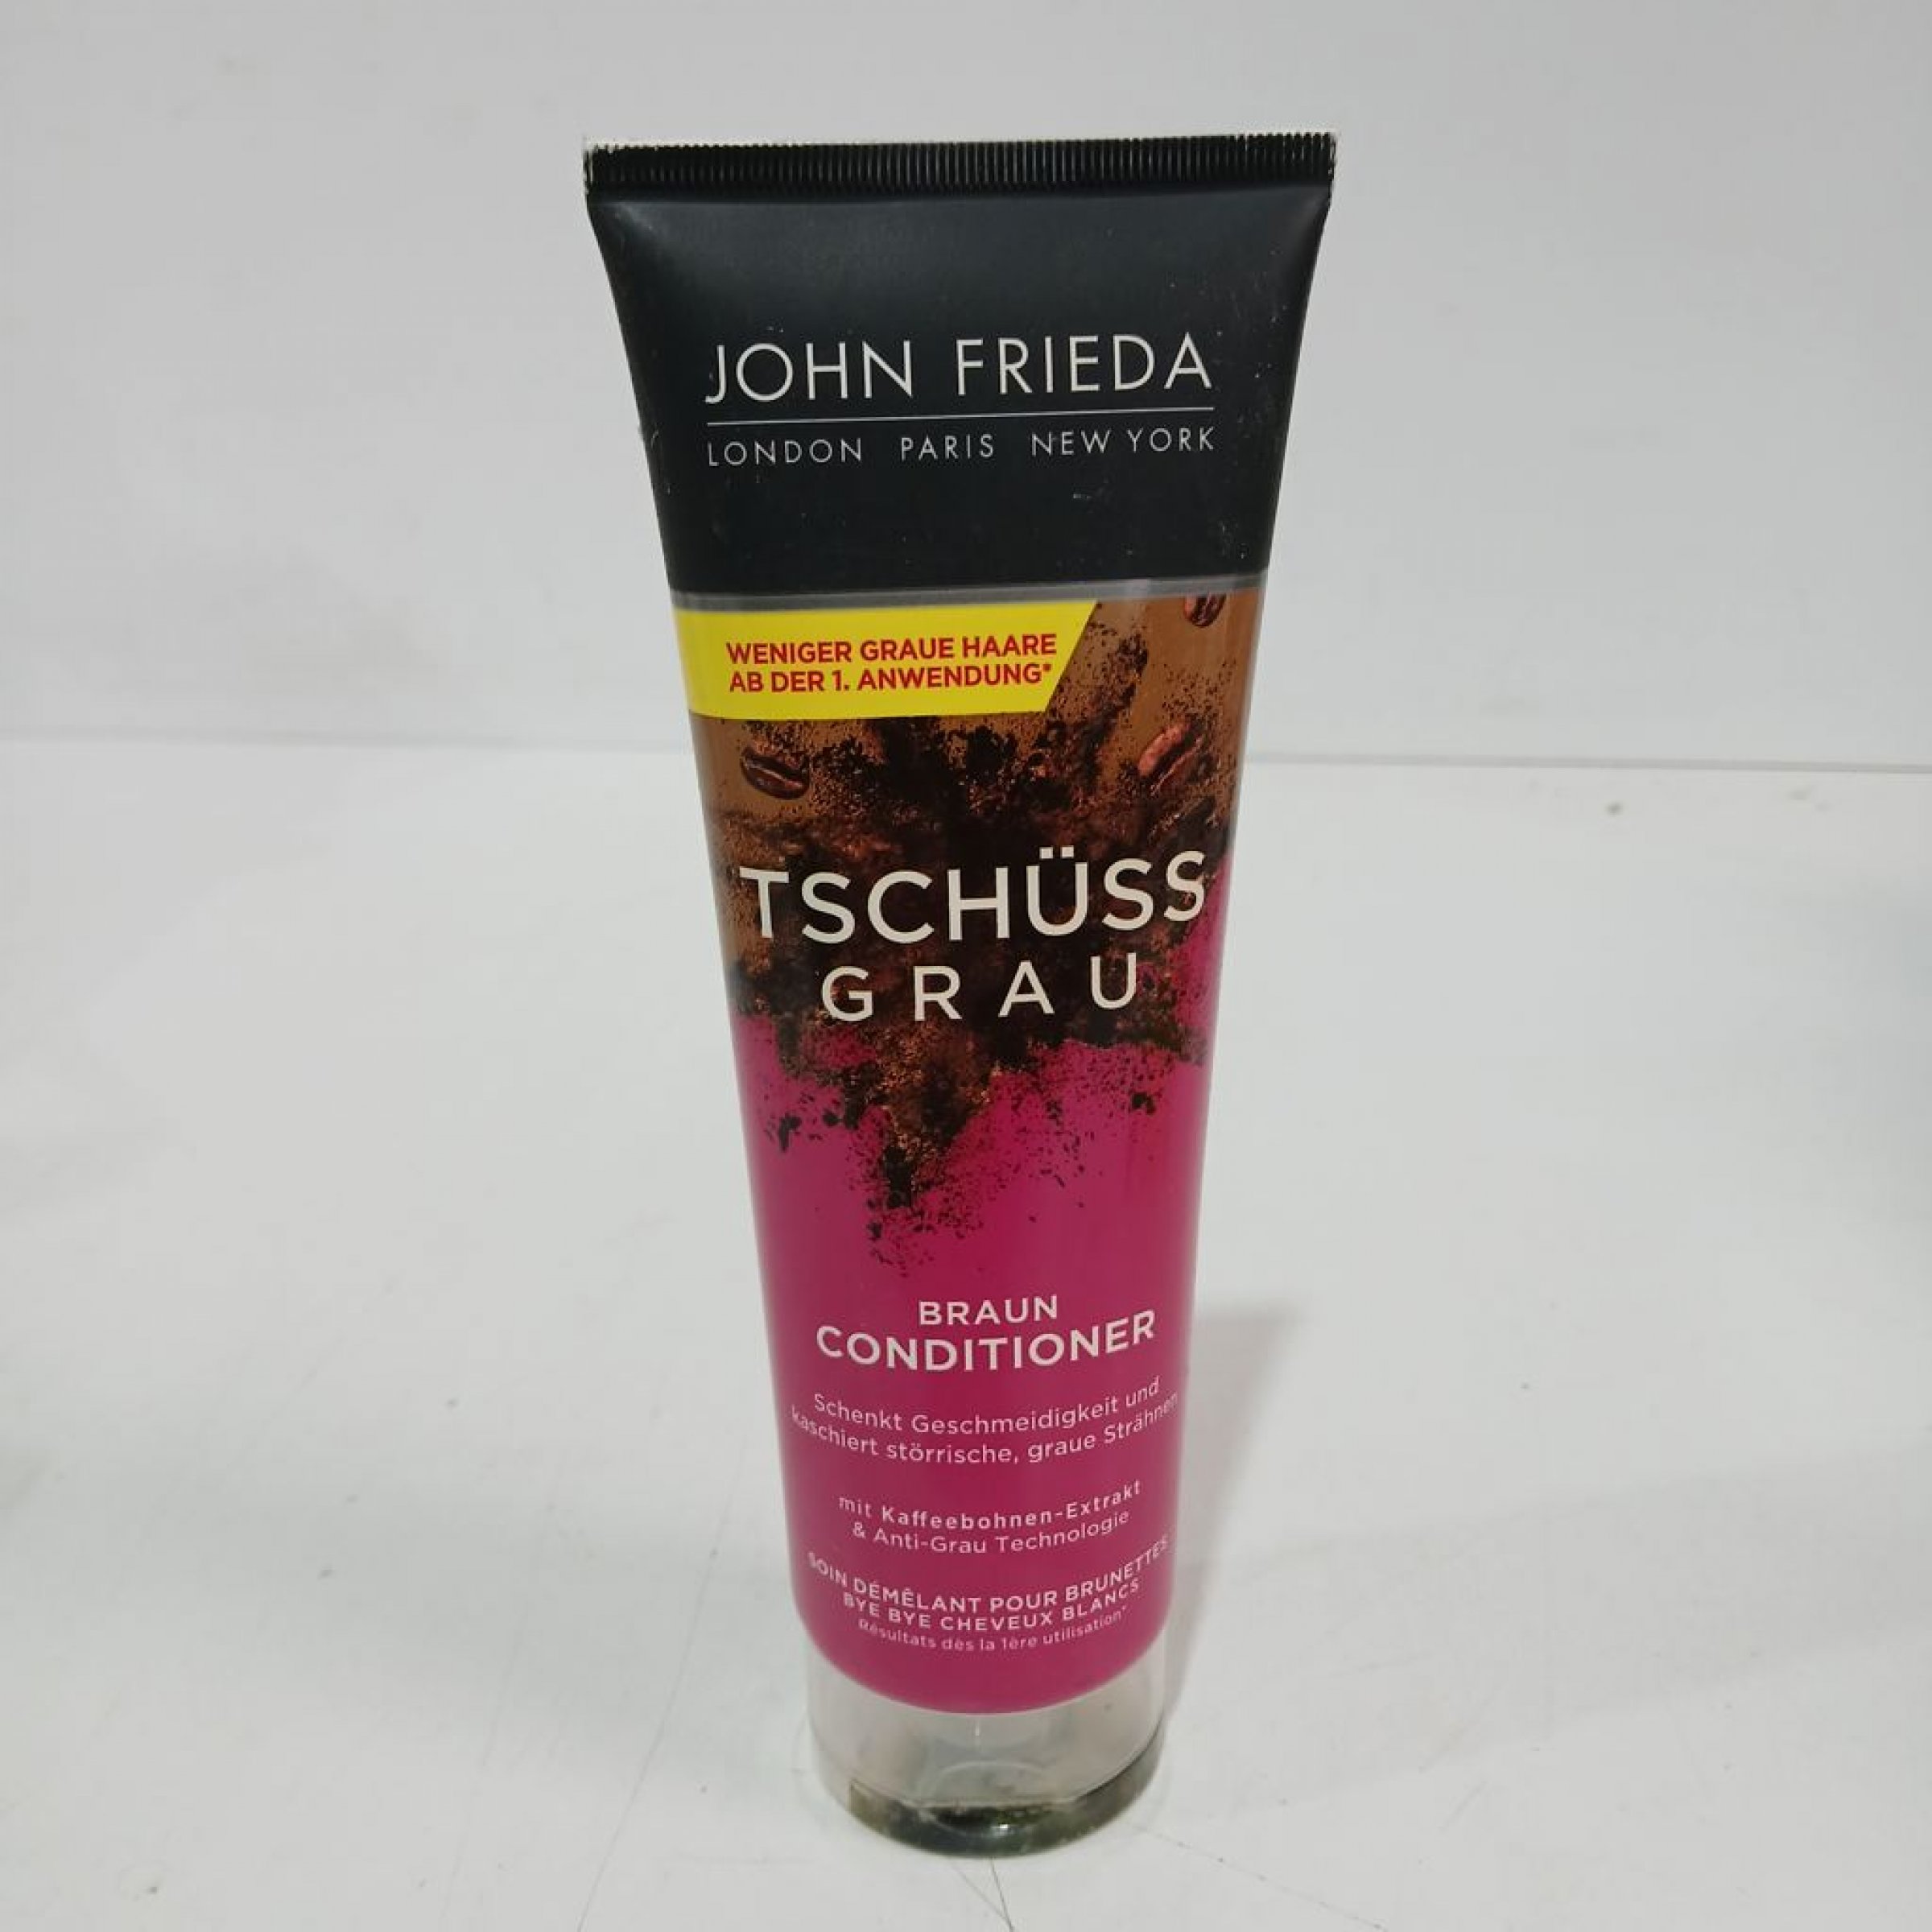 JOHN FRIEDA
LONDON PARIS NEW YORK
WENIGER GRAUE HAARE
AB DER 1. ANWENDUNG*
TSCHÜSS
GRAU
BRAUN
CONDITIONER
Schenkt Geschmeidigkeit und
kaschiert störrische, graue Strähnen
mit Kaffeebohnen-Extrakt
& Anti-Grau Technologie
SOIN DÉMÊLANT POUR BRUNETTES
BYE BYE CHEVEUX BLANCS
Résultats dès la 1ère utilisation*